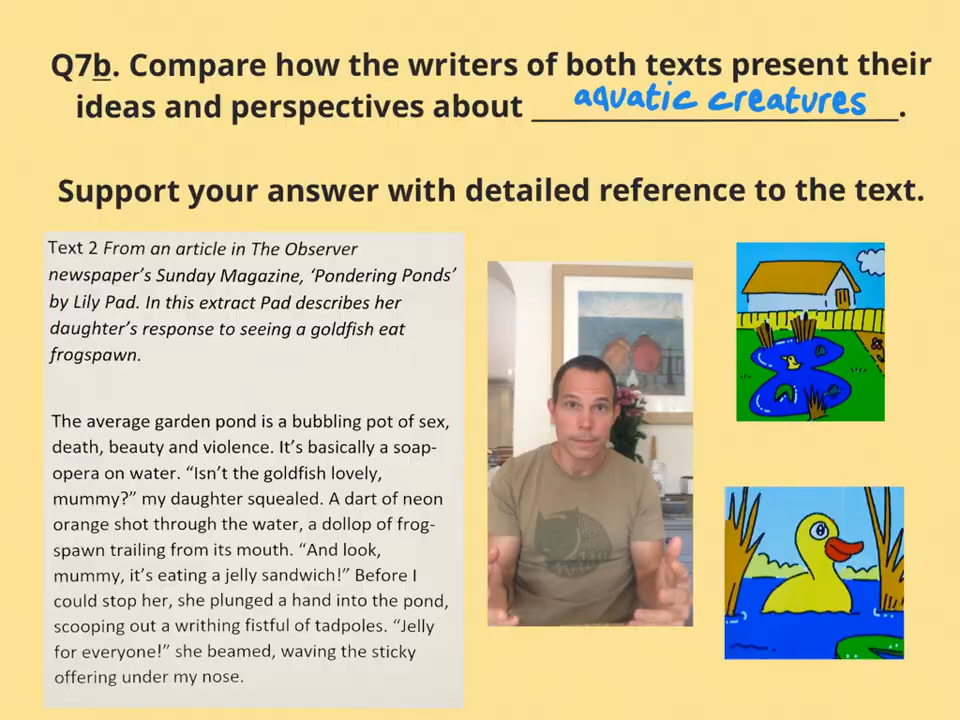 Q7b. Compare how the writers of both texts present their
ideas and perspectives about aquatic creatures.
Support your answer with detailed reference to the text.
Text 2 From an article in The Observer
newspaper's Sunday Magazine, 'Pondering Ponds'
by Lily Pad. In this extract Pad describes her
daughter's response to seeing a goldfish eat
frogspawn.
The average garden pond is a bubbling pot of sex,
death, beauty and violence. It's basically a soap-
opera on water. "Isn't the goldfish lovely,
mummy?" my daughter squealed. A dart of neon
orange shot through the water, a dollop of frog-
spawn trailing from its mouth. "And look,
mummy, it's eating a jelly sandwich!" Before I
could stop her, she plunged a hand into the pond,
scooping out a writhing fistful of tadpoles. "Jelly
for everyone!" she beamed, waving the sticky
offering under my nose.